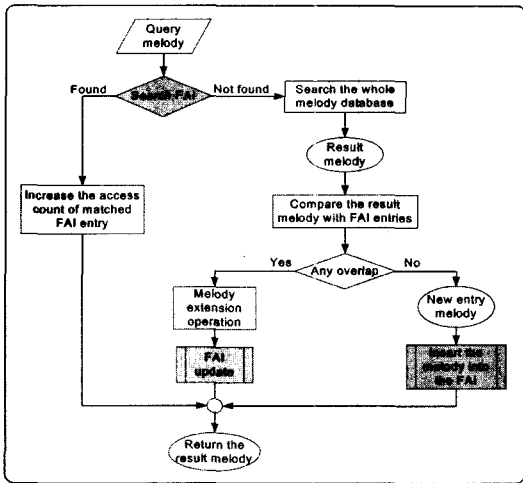 Query
melody
Found
Search FAI
Not found
Search the whole
melody database
Result
melody
Increase the access
count of matched
FAI entry
Compare the result
melody with FAI entries
Yes
Any overlap
No
Melody
extension
operation
New entry
melody
FAI
update
Insert the
melody into
the FAI
Return the
result melody